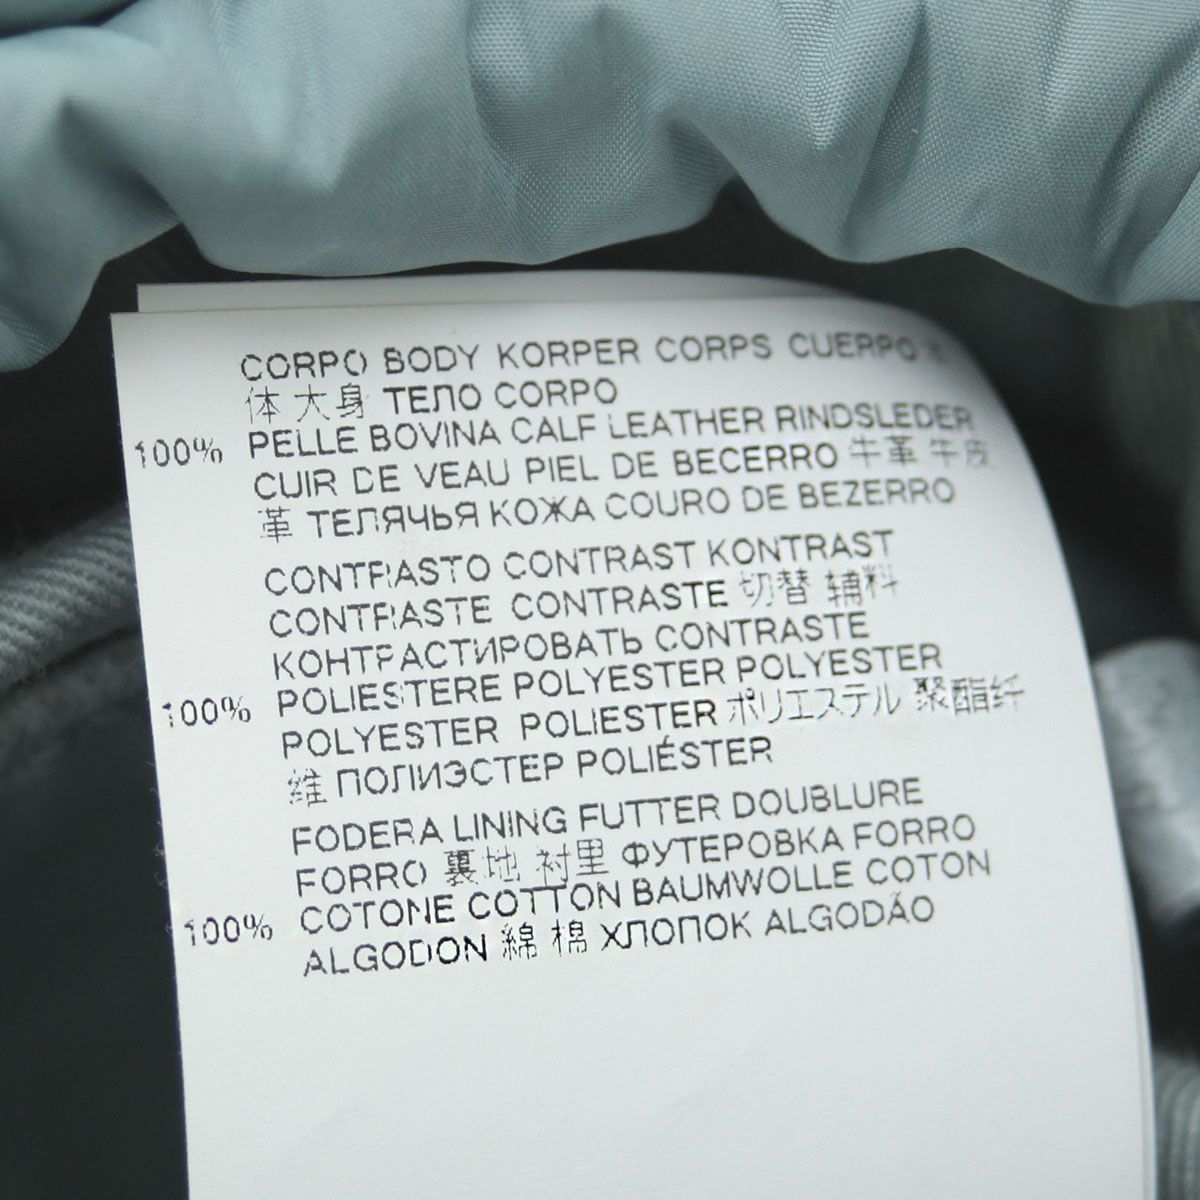 CORPO BODY KORPER CORPS CUERPO
体 大身 ТЕЛО CORPO
100% PELLE BOVINA CALF LEATHER RINDSLEDER
CUIR DE VEAU PIEL DE BECERRO 牛革 牛皮
革 ТЕЛЯЧЬЯ КОЖА COURO DE BEZERRO
CONTRASTO CONTRAST KONTRAST
CONTRASTE CONTRASTE 切替 辅料
КОНТРАСТИРОВАТЬ CONTRASTE
100% POLIESTERE POLYESTER POLYESTER
POLYESTER POLIESTER ポリエステル 聚酯纤
维 ПОЛИЭСТЕР POLIÉSTER
FODERA LINING FUTTER DOUBLURE
FORRO 裏地 衬里 ФУТЕРОВКА FORRO
100% COTONE COTTON BAUMWOLLE COTON
ALGODON 綿 棉 ХЛОПОК ALGODÃO